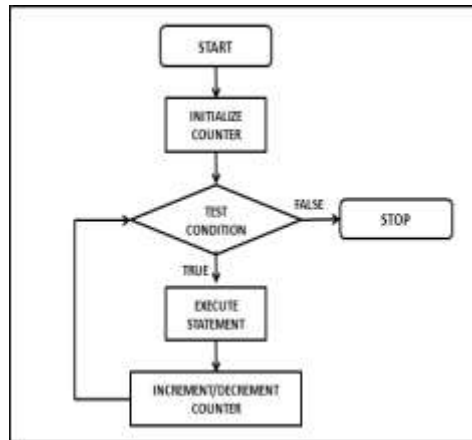 START
INITIALIZE
COUNTER
TEST
CONDITION
FALSE
STOP
TRUE
EXECUTE
STATEMENT
INCREMENT/DECREMENT
COUNTER